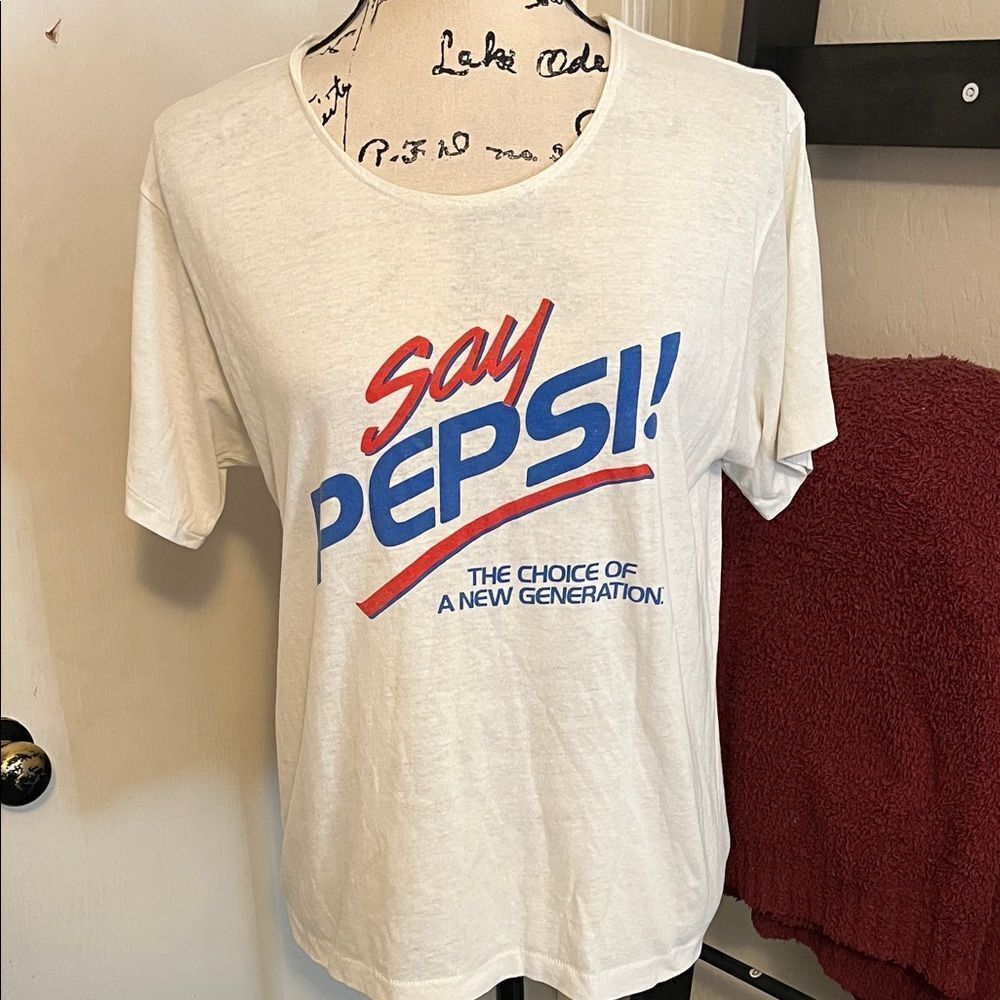 Lake Ode
P.F.D no.
Say
PEPSI!
THE CHOICE OF
A NEW GENERATION.